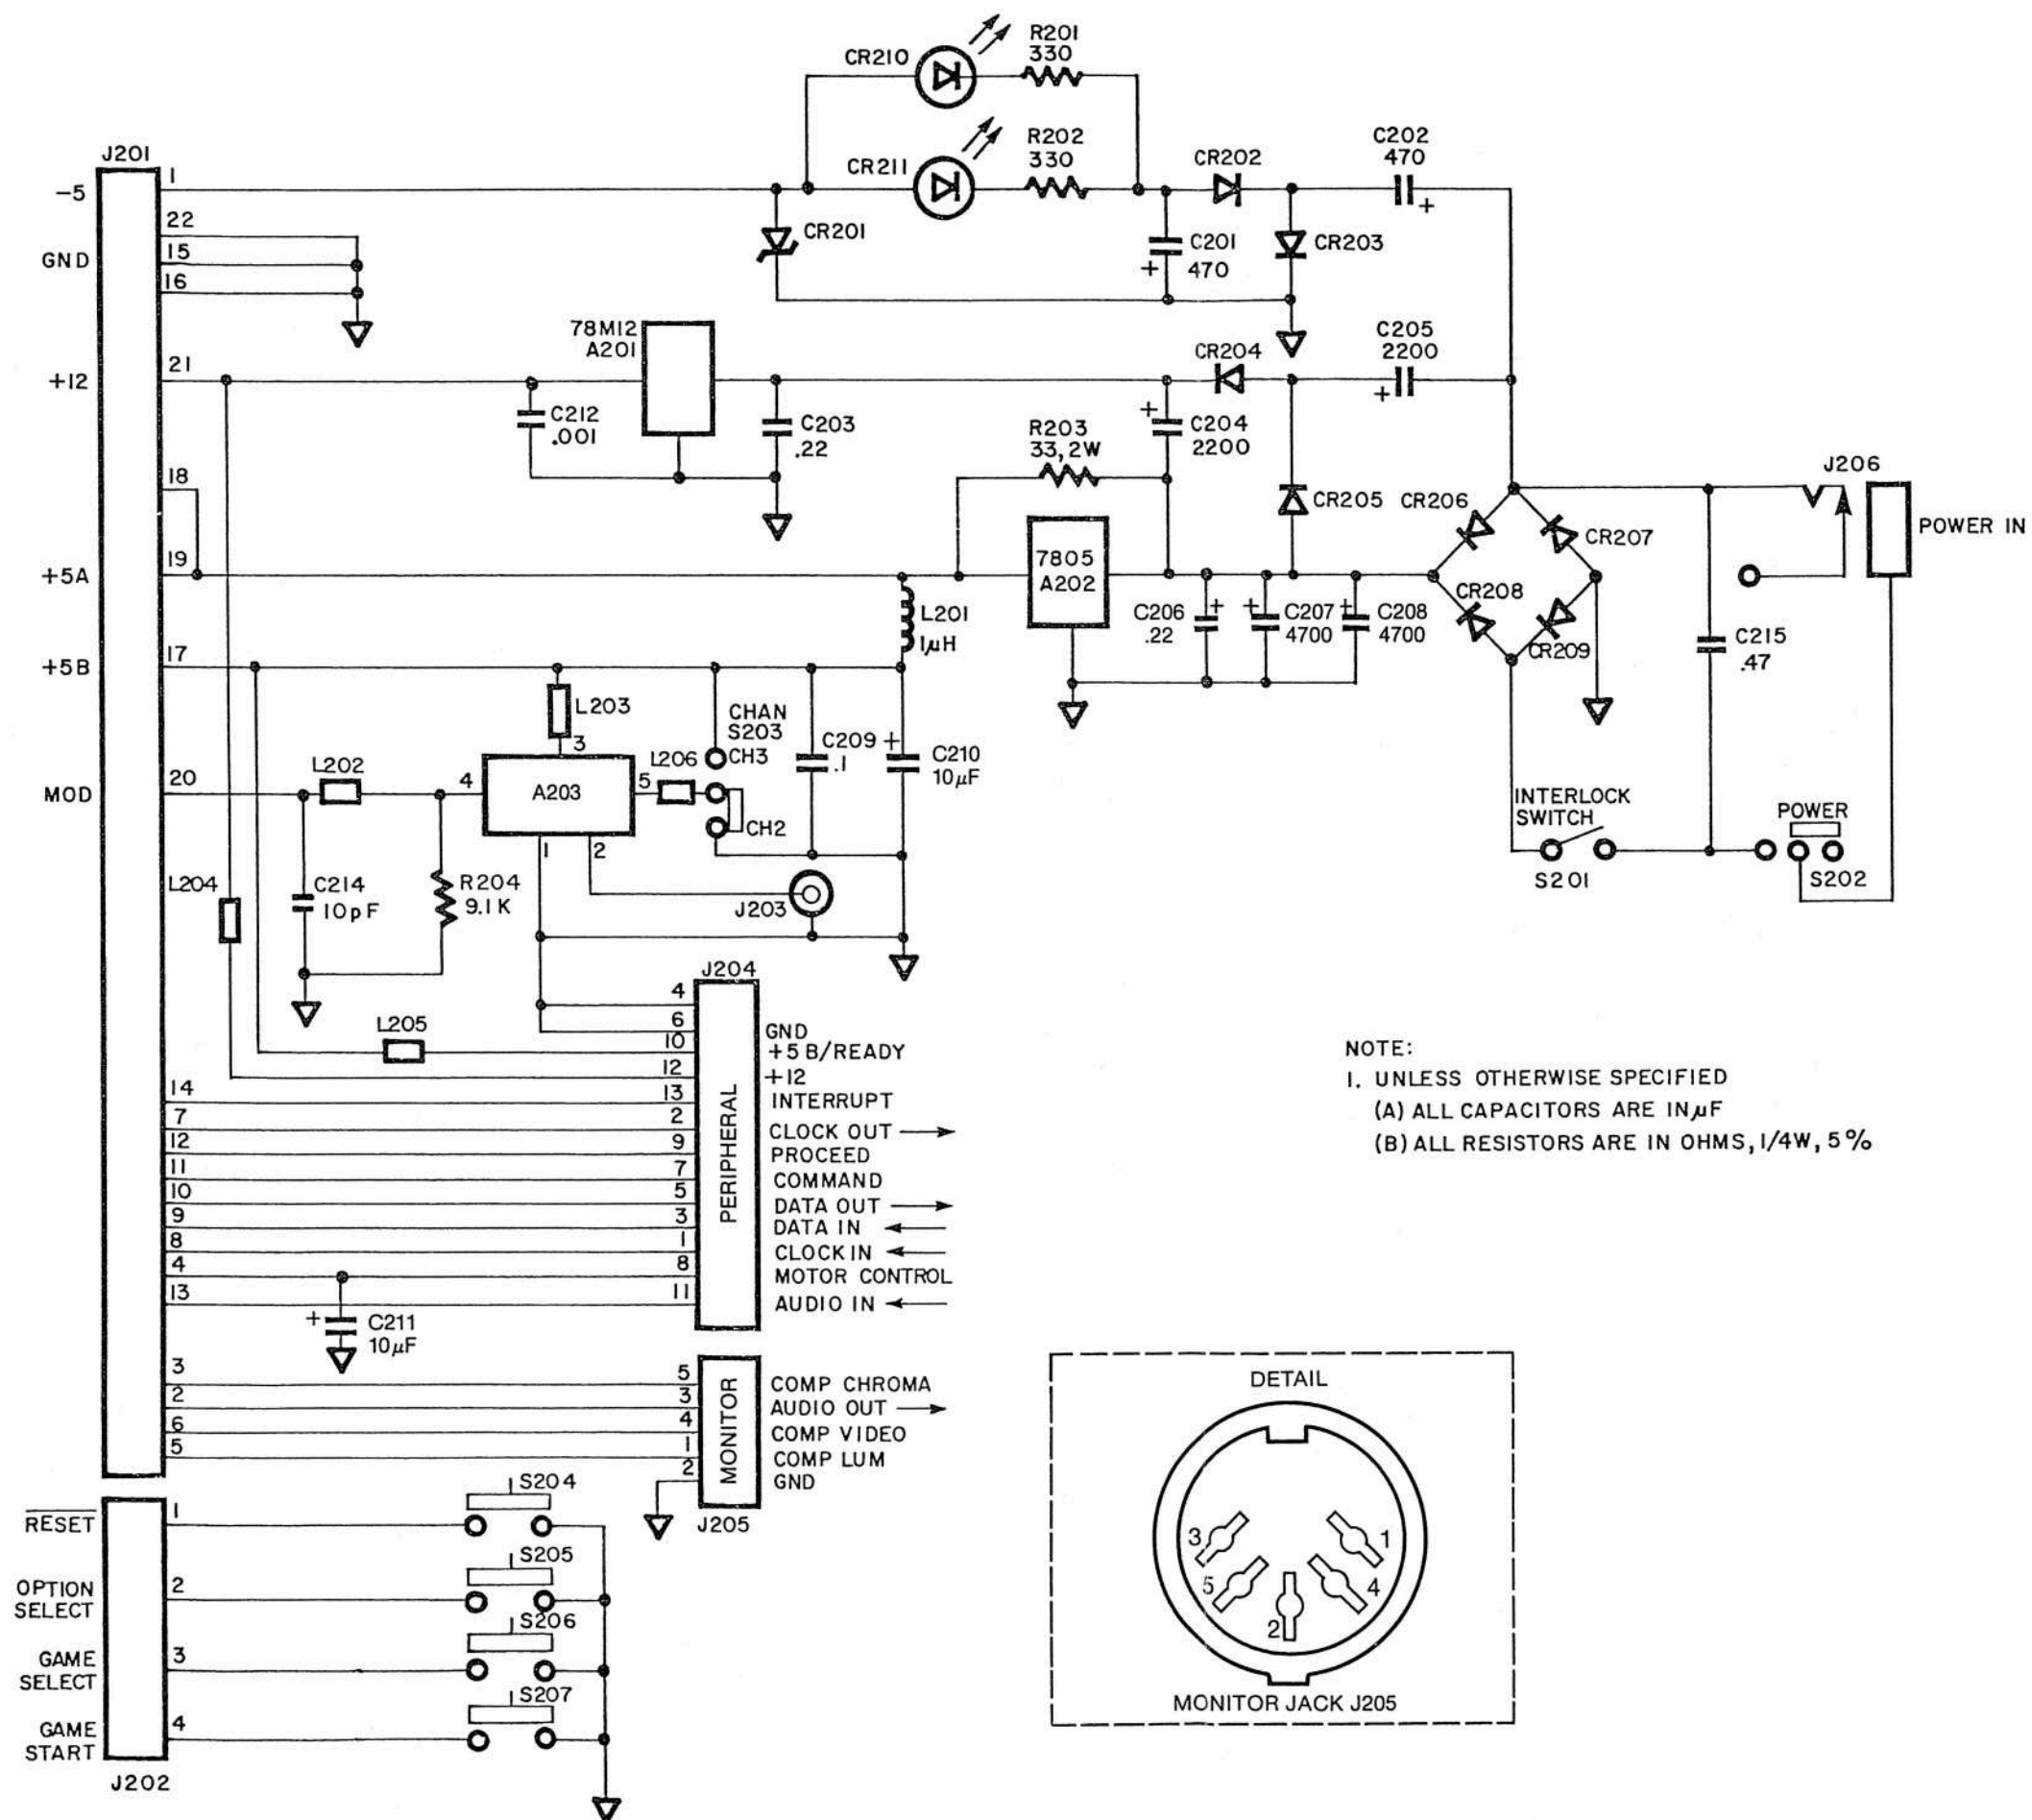 CR210
R201
330
CR211
R202
330
CR202
C202
470
CR201
C201
470
CR203
J201
-5
1
22
GND
15
16
78M12
A201
CR204
C205
2200
+12
21
C212
.001
C203
.22
R203
33,2W
C204
2200
CR205
CR206
CR207
J206
POWER IN
18
19
+5A
7805
A202
L201
1μH
C206
.22
C207
4700
C208
4700
CR208
CR209
C215
.47
+5B
17
L203
3
CHAN
S203
CH3
C209
.1
C210
10μF
MOD
20
L202
4
A203
5
L206
CH2
1
2
INTERLOCK
SWITCH
S201
POWER
S202
L204
C214
10pF
R204
9.1K
J203
J204
PERIPHERAL
4
6
GND
L205
10
+5B/READY
12
+12
14
13
INTERRUPT
7
2
CLOCK OUT
12
9
PROCEED
11
7
COMMAND
10
5
DATA OUT
9
3
DATA IN
8
1
CLOCK IN
4
8
MOTOR CONTROL
13
11
AUDIO IN
C211
10μF
NOTE:
1. UNLESS OTHERWISE SPECIFIED
(A) ALL CAPACITORS ARE IN μF
(B) ALL RESISTORS ARE IN OHMS, 1/4W, 5%
MONITOR
3
5
COMP CHROMA
2
3
AUDIO OUT
6
4
COMP VIDEO
5
1
COMP LUM
2
GND
J205
RESET
1
S204
OPTION
SELECT
2
S205
GAME
SELECT
3
S206
GAME
START
4
S207
J202
DETAIL
3
1
5
4
2
MONITOR JACK J205